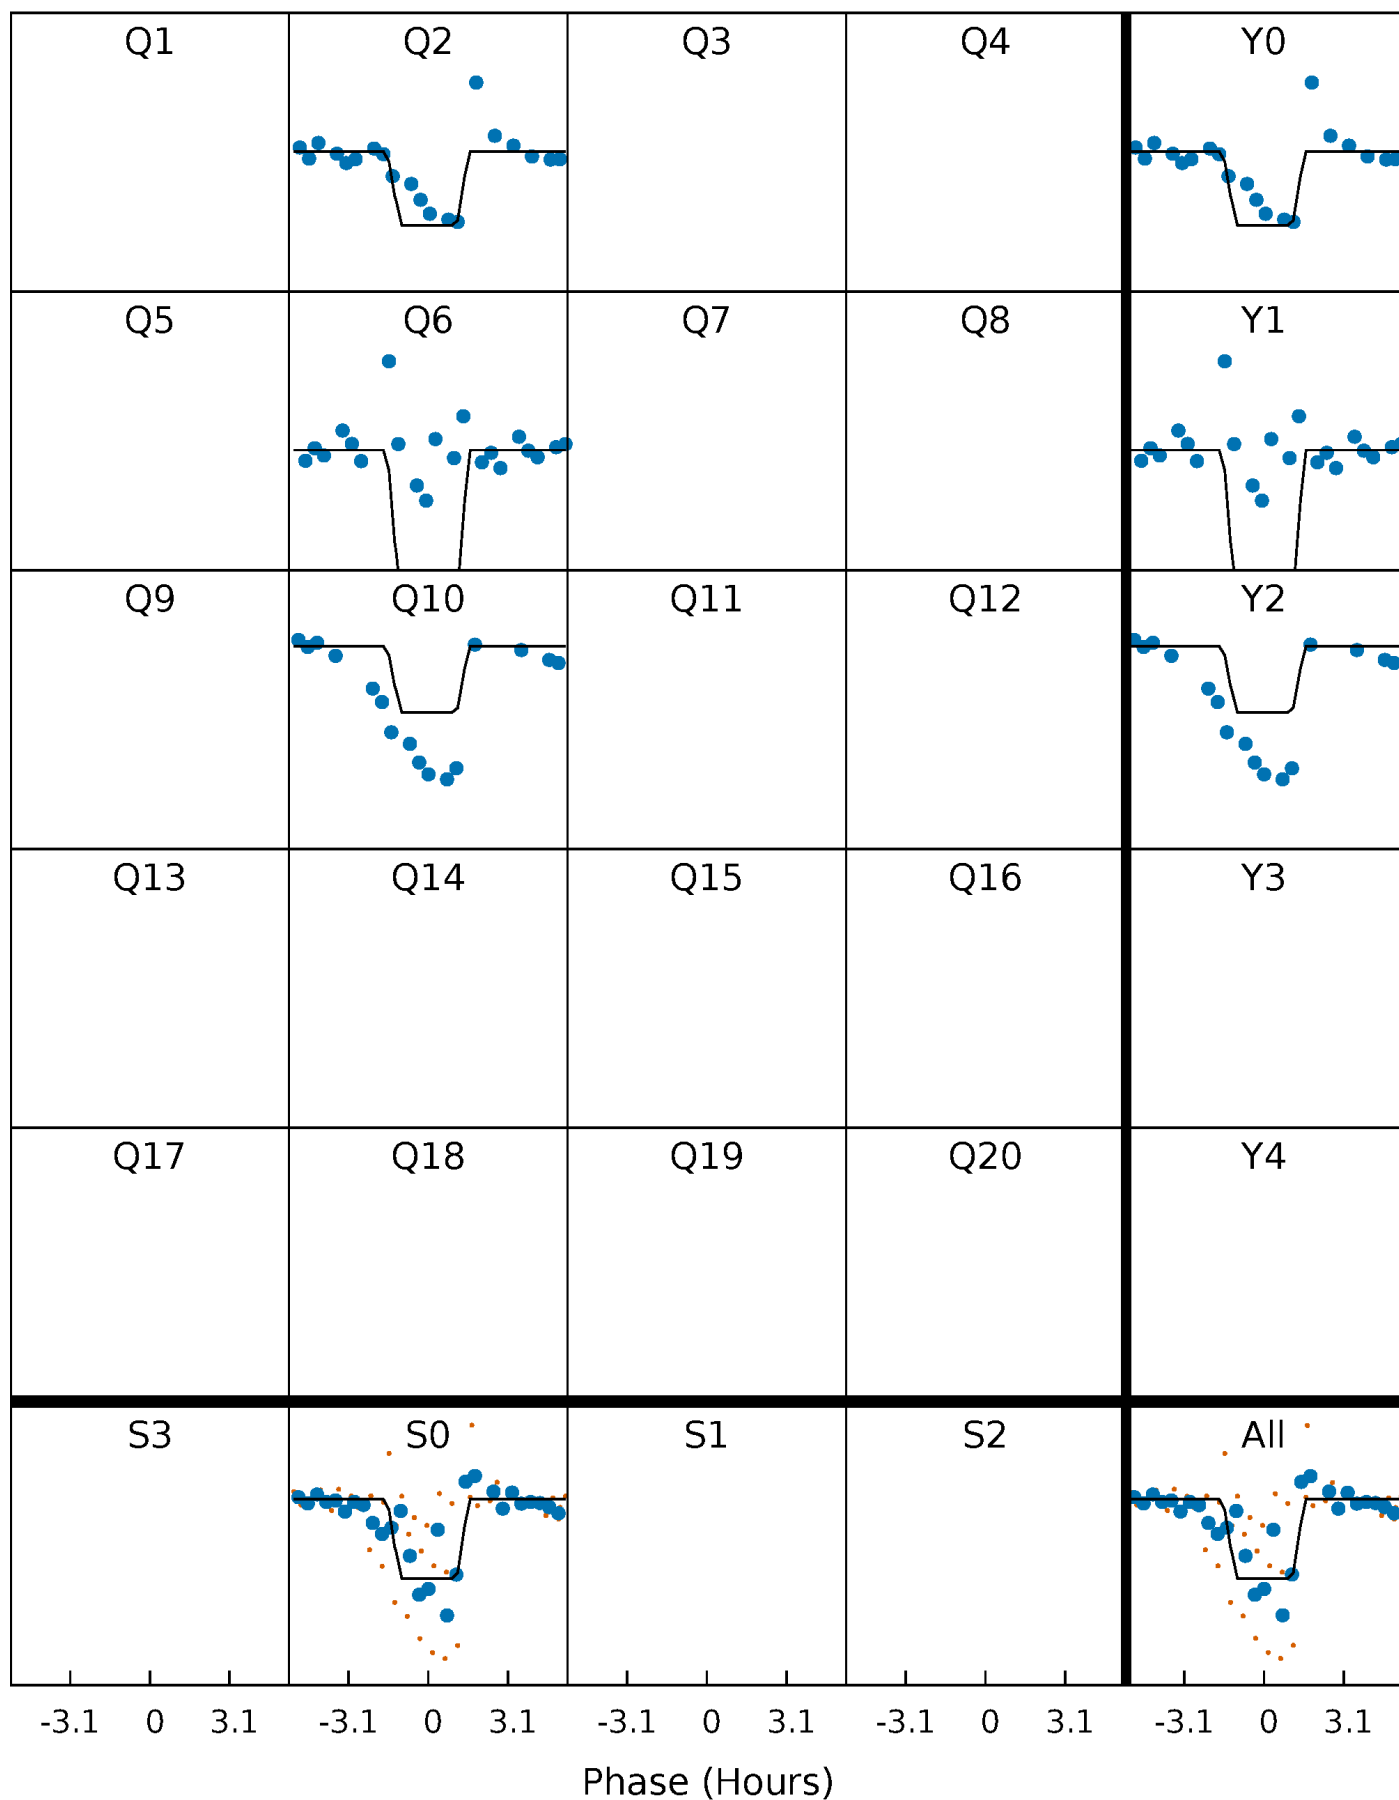 Q1 Q2 Q3 Q4 Y0
Q5 Q6 Q7 Q8 Y1
Q9 Q10 Q11 Q12 Y2
Q13 Q14 Q15 Q16 Y3
Q17 Q18 Q19 Q20 Y4
S3 S0 S1 S2 All
-3.1 0 3.1 -3.1 0 3.1 -3.1 0 3.1 -3.1 0 3.1 -3.1 0 3.1
Phase (Hours)